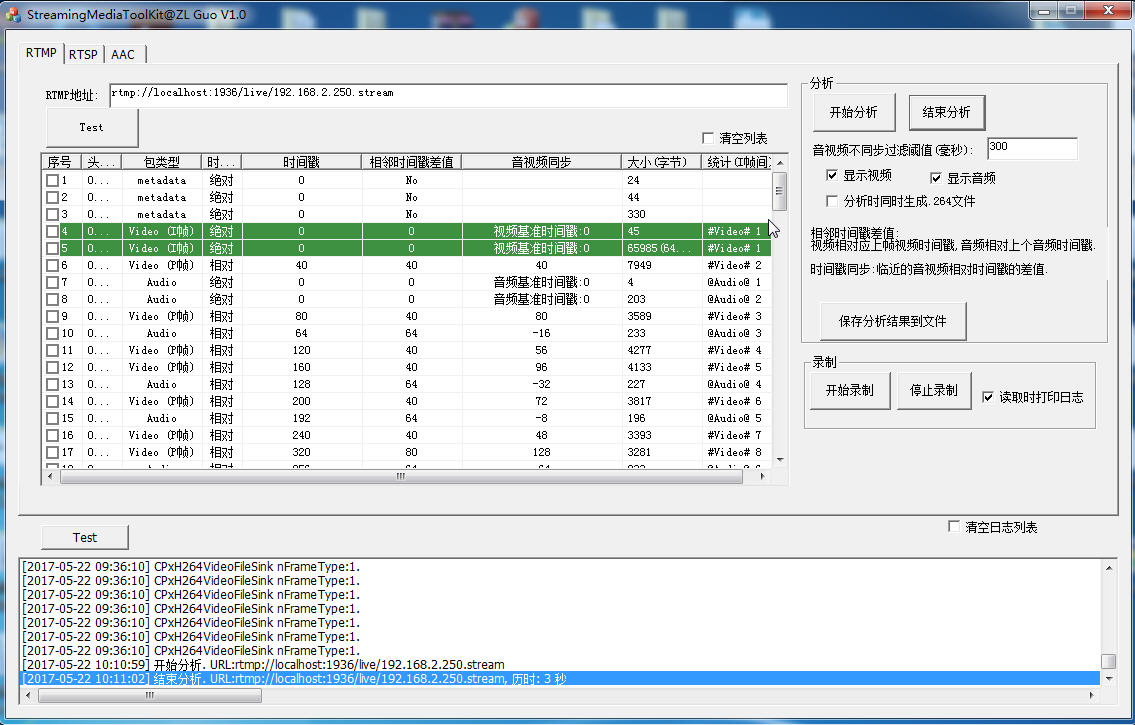 StreamingMediaToolKit@ZL Guo V1.0
RTMP RTSP AAC
RTMP地址: rtmp://localhost:1936/live/192.168.2.250.stream
Test
清空列表
序号 头... 包类型 时... 时间戳 相邻时间戳差值 音视频同步 大小(字节) 统计(I帧间]
1 0... metadata 绝对 0 No 24
2 0... metadata 绝对 0 No 44
3 0... metadata 绝对 0 No 330
4 0... Video (I帧) 绝对 0 0 视频基准时间戳:0 45 #Video# 1
5 0... Video (I帧) 绝对 0 0 视频基准时间戳:0 65985(64... #Video# 1
6 0... Video (P帧) 相对 40 40 40 7949 #Video# 2
7 0... Audio 绝对 0 0 音频基准时间戳:0 4 @Audio@ 1
8 0... Audio 绝对 0 0 音频基准时间戳:0 203 @Audio@ 2
9 0... Video (P帧) 相对 80 40 80 3589 #Video# 3
10 0... Audio 相对 64 64 -16 233 @Audio@ 3
11 0... Video (P帧) 相对 120 40 56 4277 #Video# 4
12 0... Video (P帧) 相对 160 40 96 4133 #Video# 5
13 0... Audio 相对 128 64 -32 227 @Audio@ 4
14 0... Video (P帧) 相对 200 40 72 3817 #Video# 6
15 0... Audio 相对 192 64 -8 196 @Audio@ 5
16 0... Video (P帧) 相对 240 40 48 3393 #Video# 7
17 0... Video (P帧) 相对 320 80 128 3281 #Video# 8
分析
开始分析 结束分析
音视频不同步过滤阈值(毫秒): 300
显示视频 显示音频
分析时同时生成.264文件
相邻时间戳差值:
视频相对应上帧视频时间戳,音频相对上个音频时间戳.
时间戳同步:临近的音视频相对时间戳的差值.
保存分析结果到文件
录制
开始录制 停止录制 读取时打印日志
Test
清空日志列表
[2017-05-22 09:36:10] CPxH264VideoFileSink nFrameType:1.
[2017-05-22 09:36:10] CPxH264VideoFileSink nFrameType:1.
[2017-05-22 09:36:10] CPxH264VideoFileSink nFrameType:1.
[2017-05-22 09:36:10] CPxH264VideoFileSink nFrameType:1.
[2017-05-22 09:36:10] CPxH264VideoFileSink nFrameType:1.
[2017-05-22 09:36:10] CPxH264VideoFileSink nFrameType:1.
[2017-05-22 09:36:10] CPxH264VideoFileSink nFrameType:1.
[2017-05-22 10:10:59] 开始分析. URL:rtmp://localhost:1936/live/192.168.2.250.stream
[2017-05-22 10:11:02] 结束分析. URL:rtmp://localhost:1936/live/192.168.2.250.stream, 历时: 3 秒